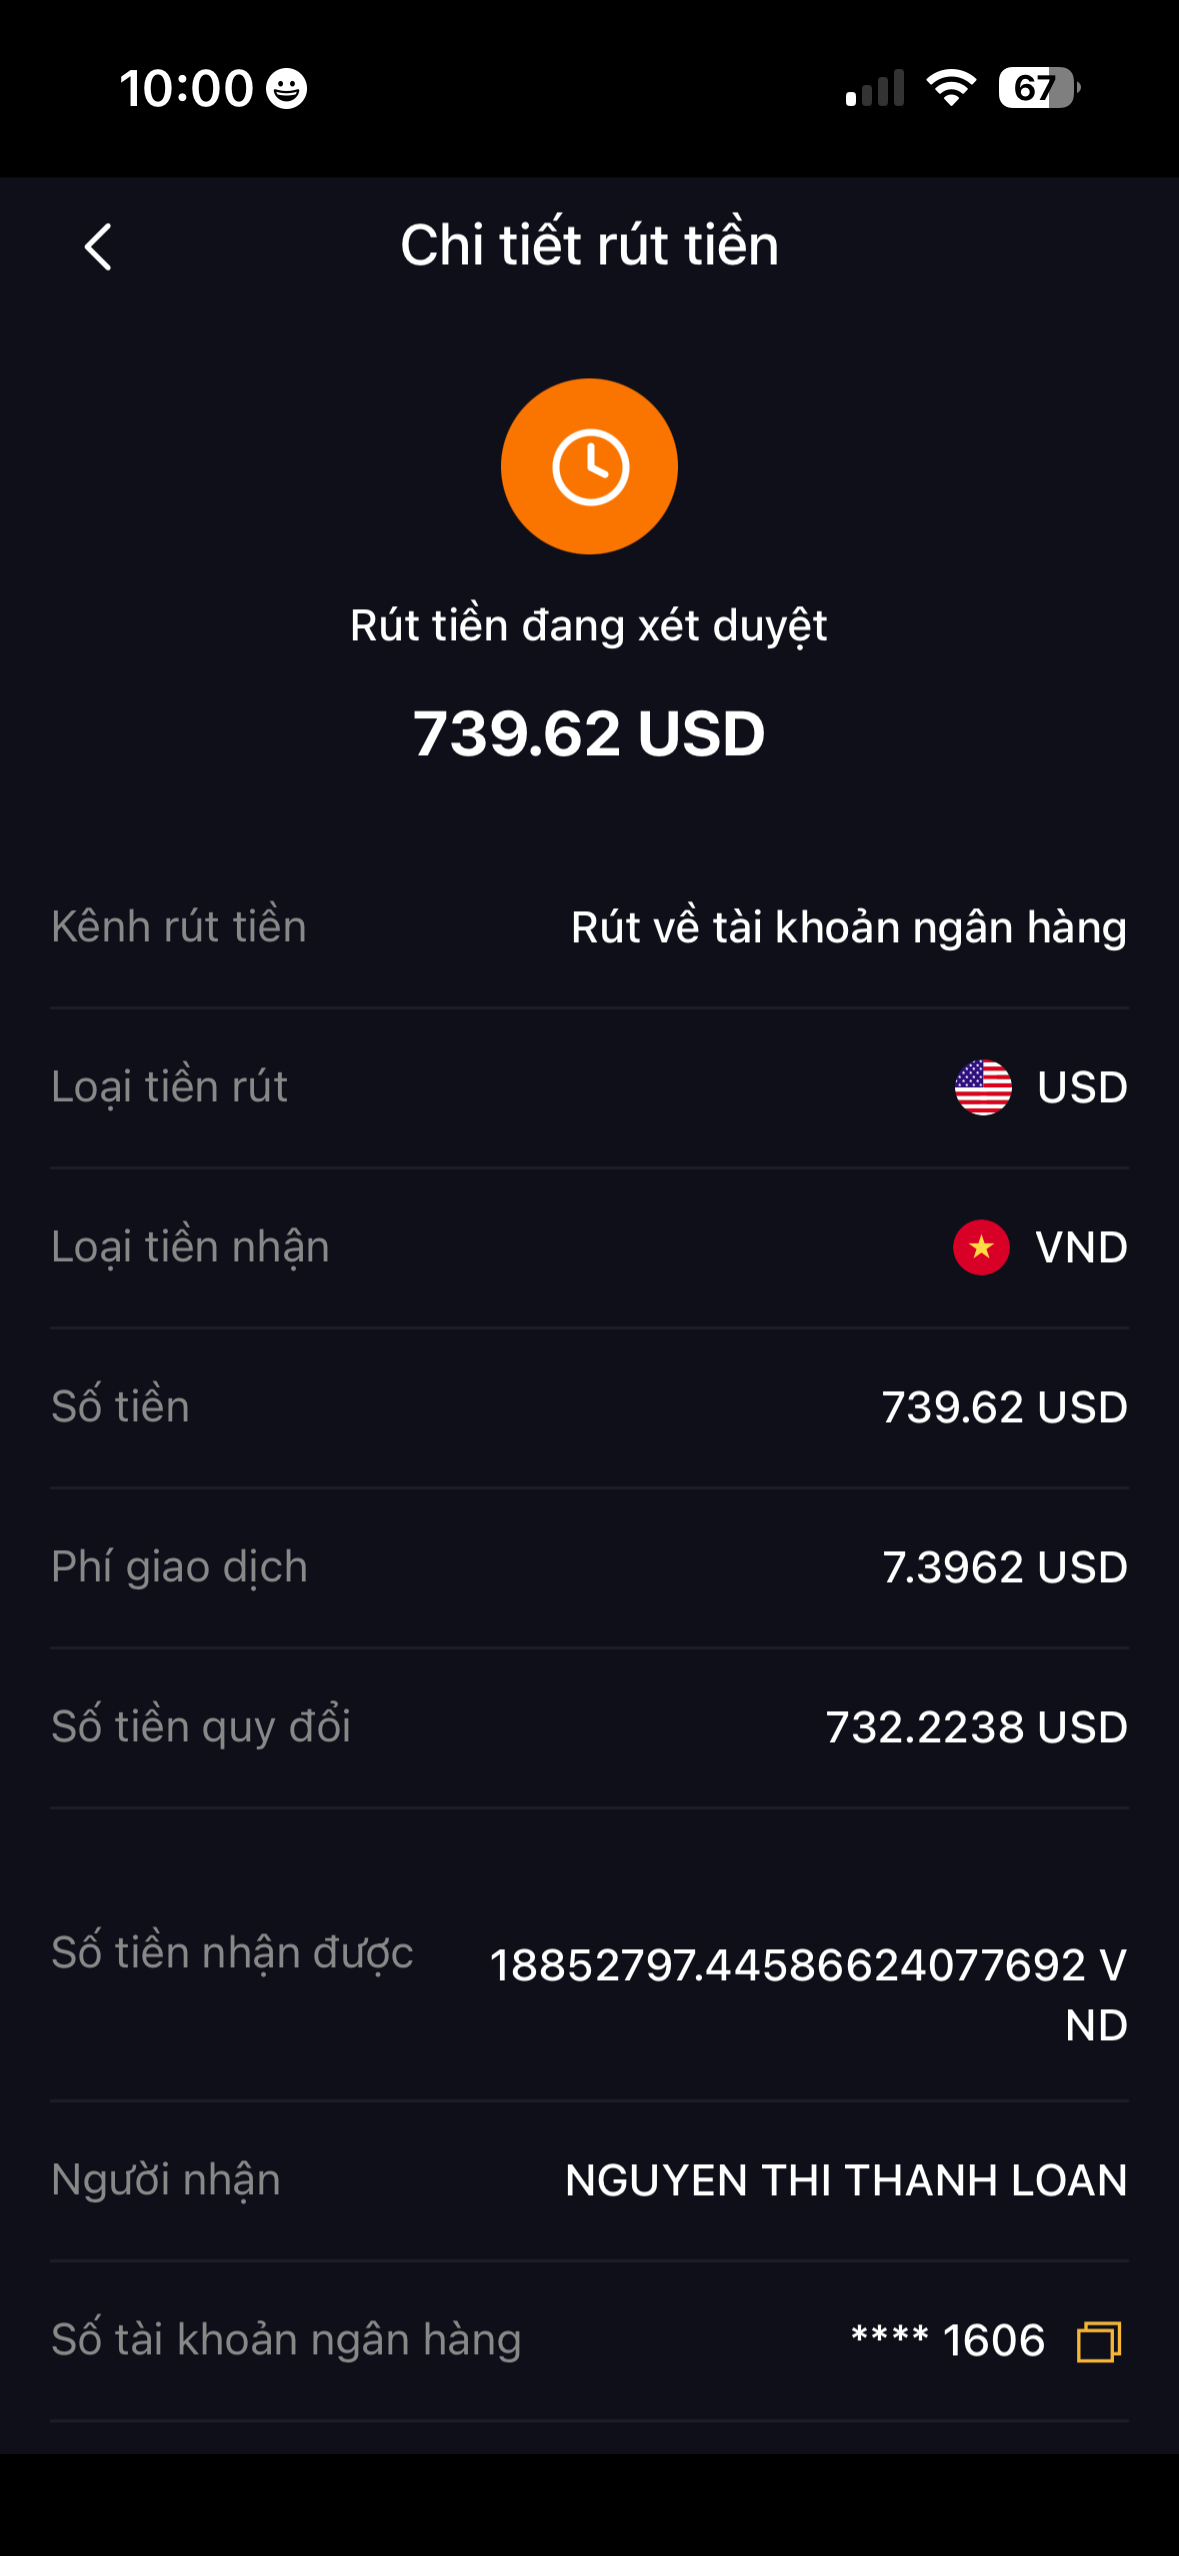 10:00
67
Chi tiết rút tiền
Rút tiền đang xét duyệt
739.62 USD
Kênh rút tiền Rút về tài khoản ngân hàng
Loại tiền rút USD
Loại tiền nhận VND
Số tiền 739.62 USD
Phí giao dịch 7.3962 USD
Số tiền quy đổi 732.2238 USD
Số tiền nhận được 18852797.44586624077692 V
ND
Người nhận NGUYEN THI THANH LOAN
Số tài khoản ngân hàng **** 1606